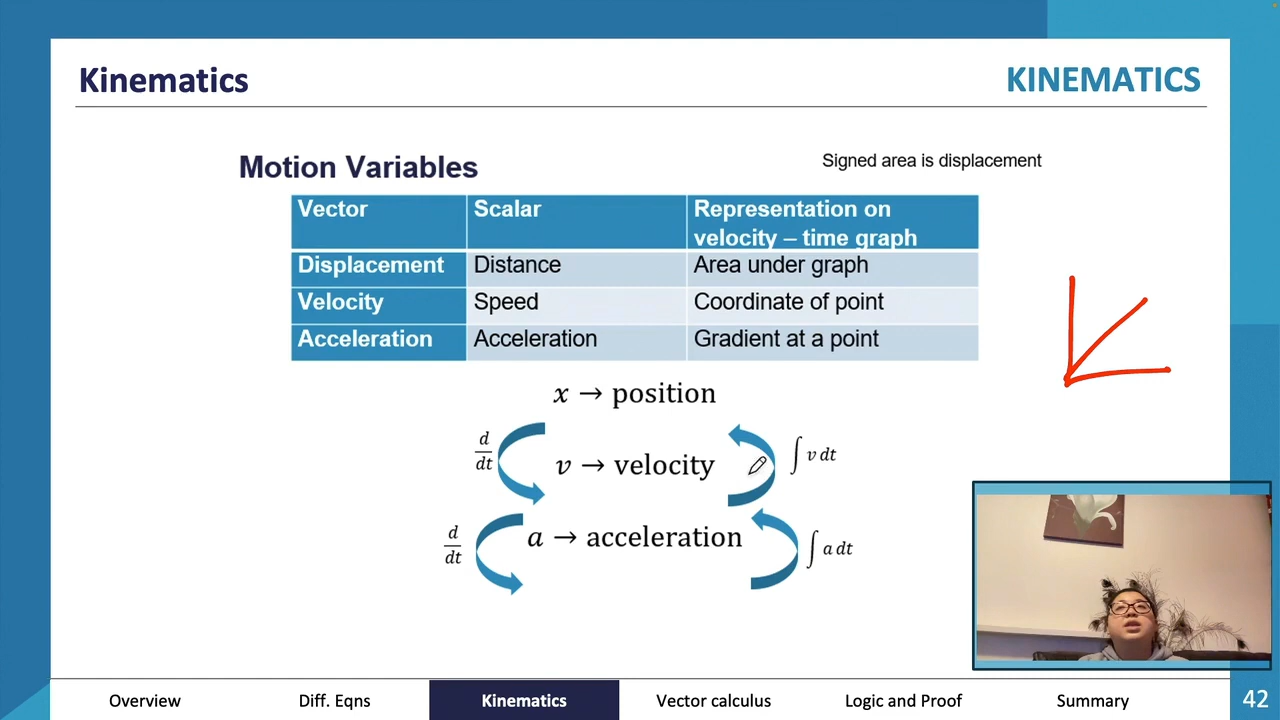 Kinematics
KINEMATICS
Motion Variables
Signed area is displacement
Vector Scalar Representation on
velocity – time graph
Displacement Distance Area under graph
Velocity Speed Coordinate of point
Acceleration Acceleration Gradient at a point
x → position
d/dt
v → velocity
∫ v dt
d/dt
a → acceleration
∫ a dt
Overview Diff. Eqns Kinematics Vector calculus Logic and Proof Summary 42